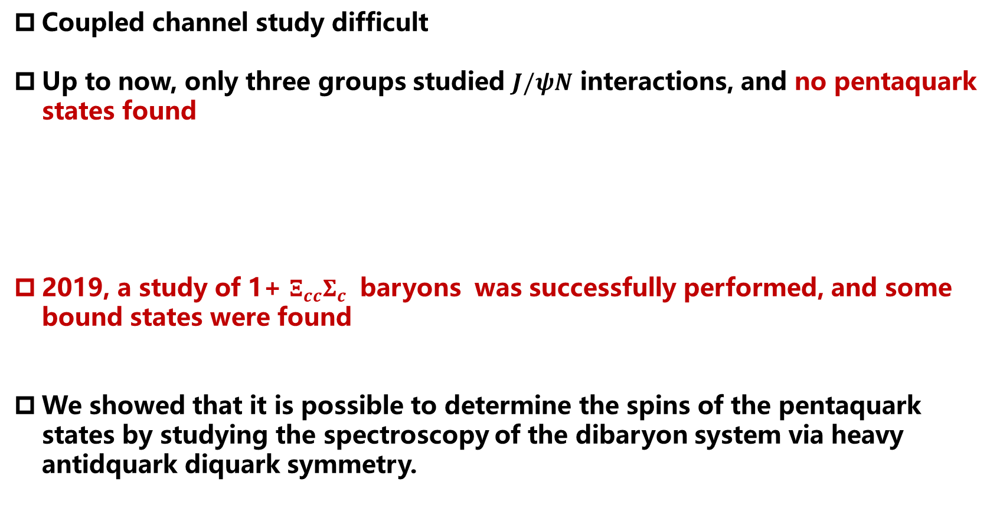 Coupled channel study difficult
Up to now, only three groups studied J/ψN interactions, and no pentaquark
states found
2019, a study of 1+ Ξ_{cc}Σ_c baryons was successfully performed, and some
bound states were found
We showed that it is possible to determine the spins of the pentaquark
states by studying the spectroscopy of the dibaryon system via heavy
antidquark diquark symmetry.